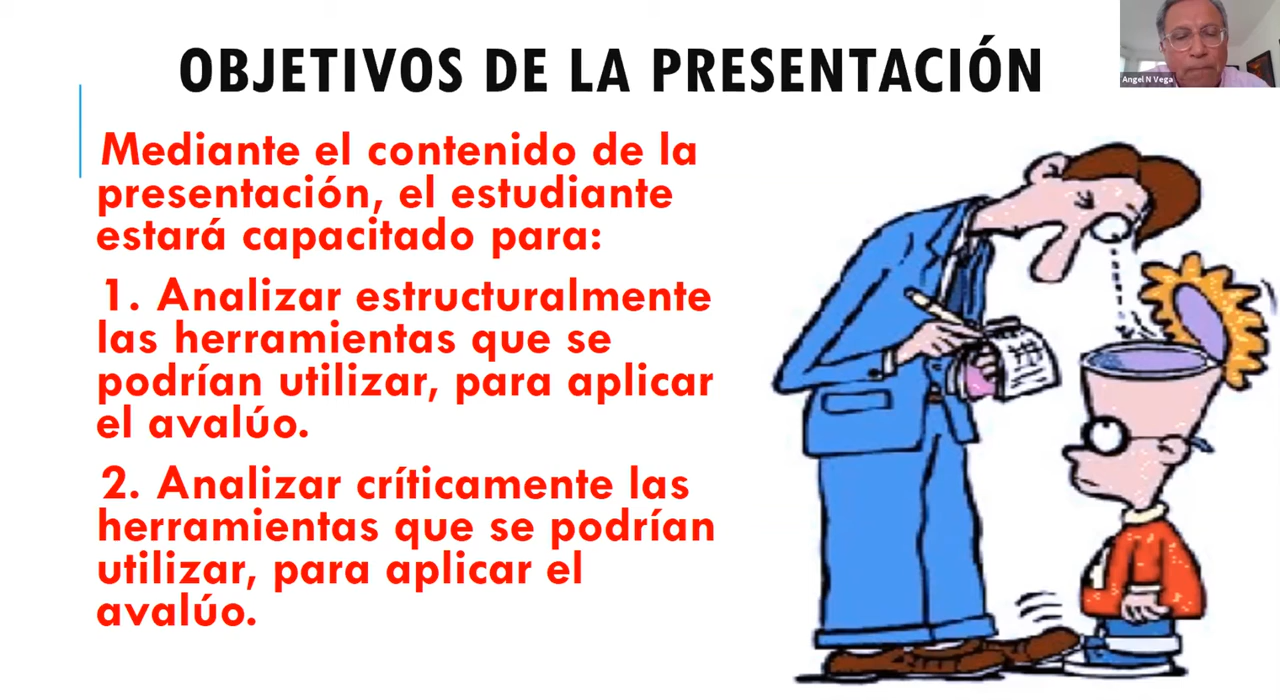 OBJETIVOS DE LA PRESENTACIÓN
Angel N Vega
Mediante el contenido de la
presentación, el estudiante
estará capacitado para:
1. Analizar estructuralmente
las herramientas que se
podrían utilizar, para aplicar
el avalúo.
2. Analizar críticamente las
herramientas que se podrían
utilizar, para aplicar el
avalúo.